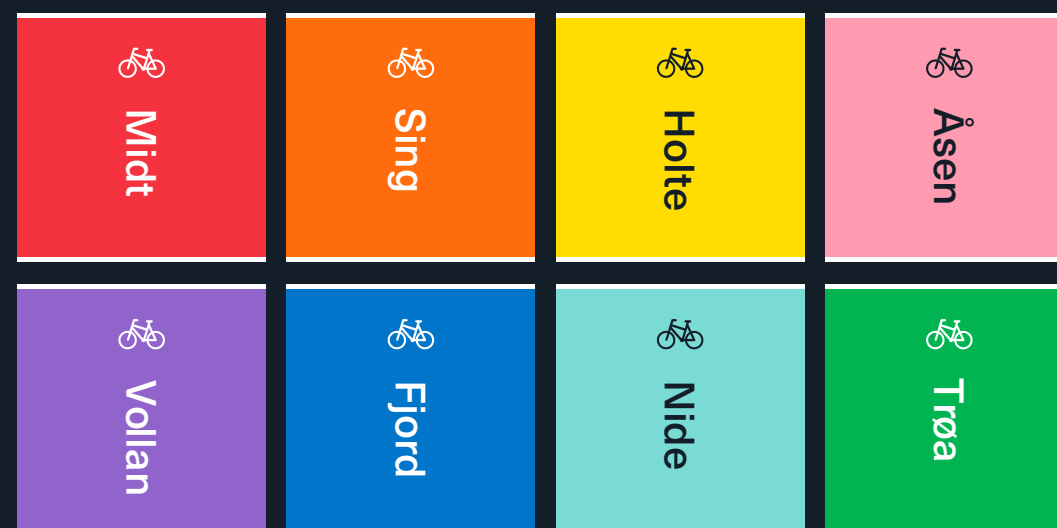 Midt
Sing
Holte
Åsen
Vollan
Fjord
Nide
Trøa